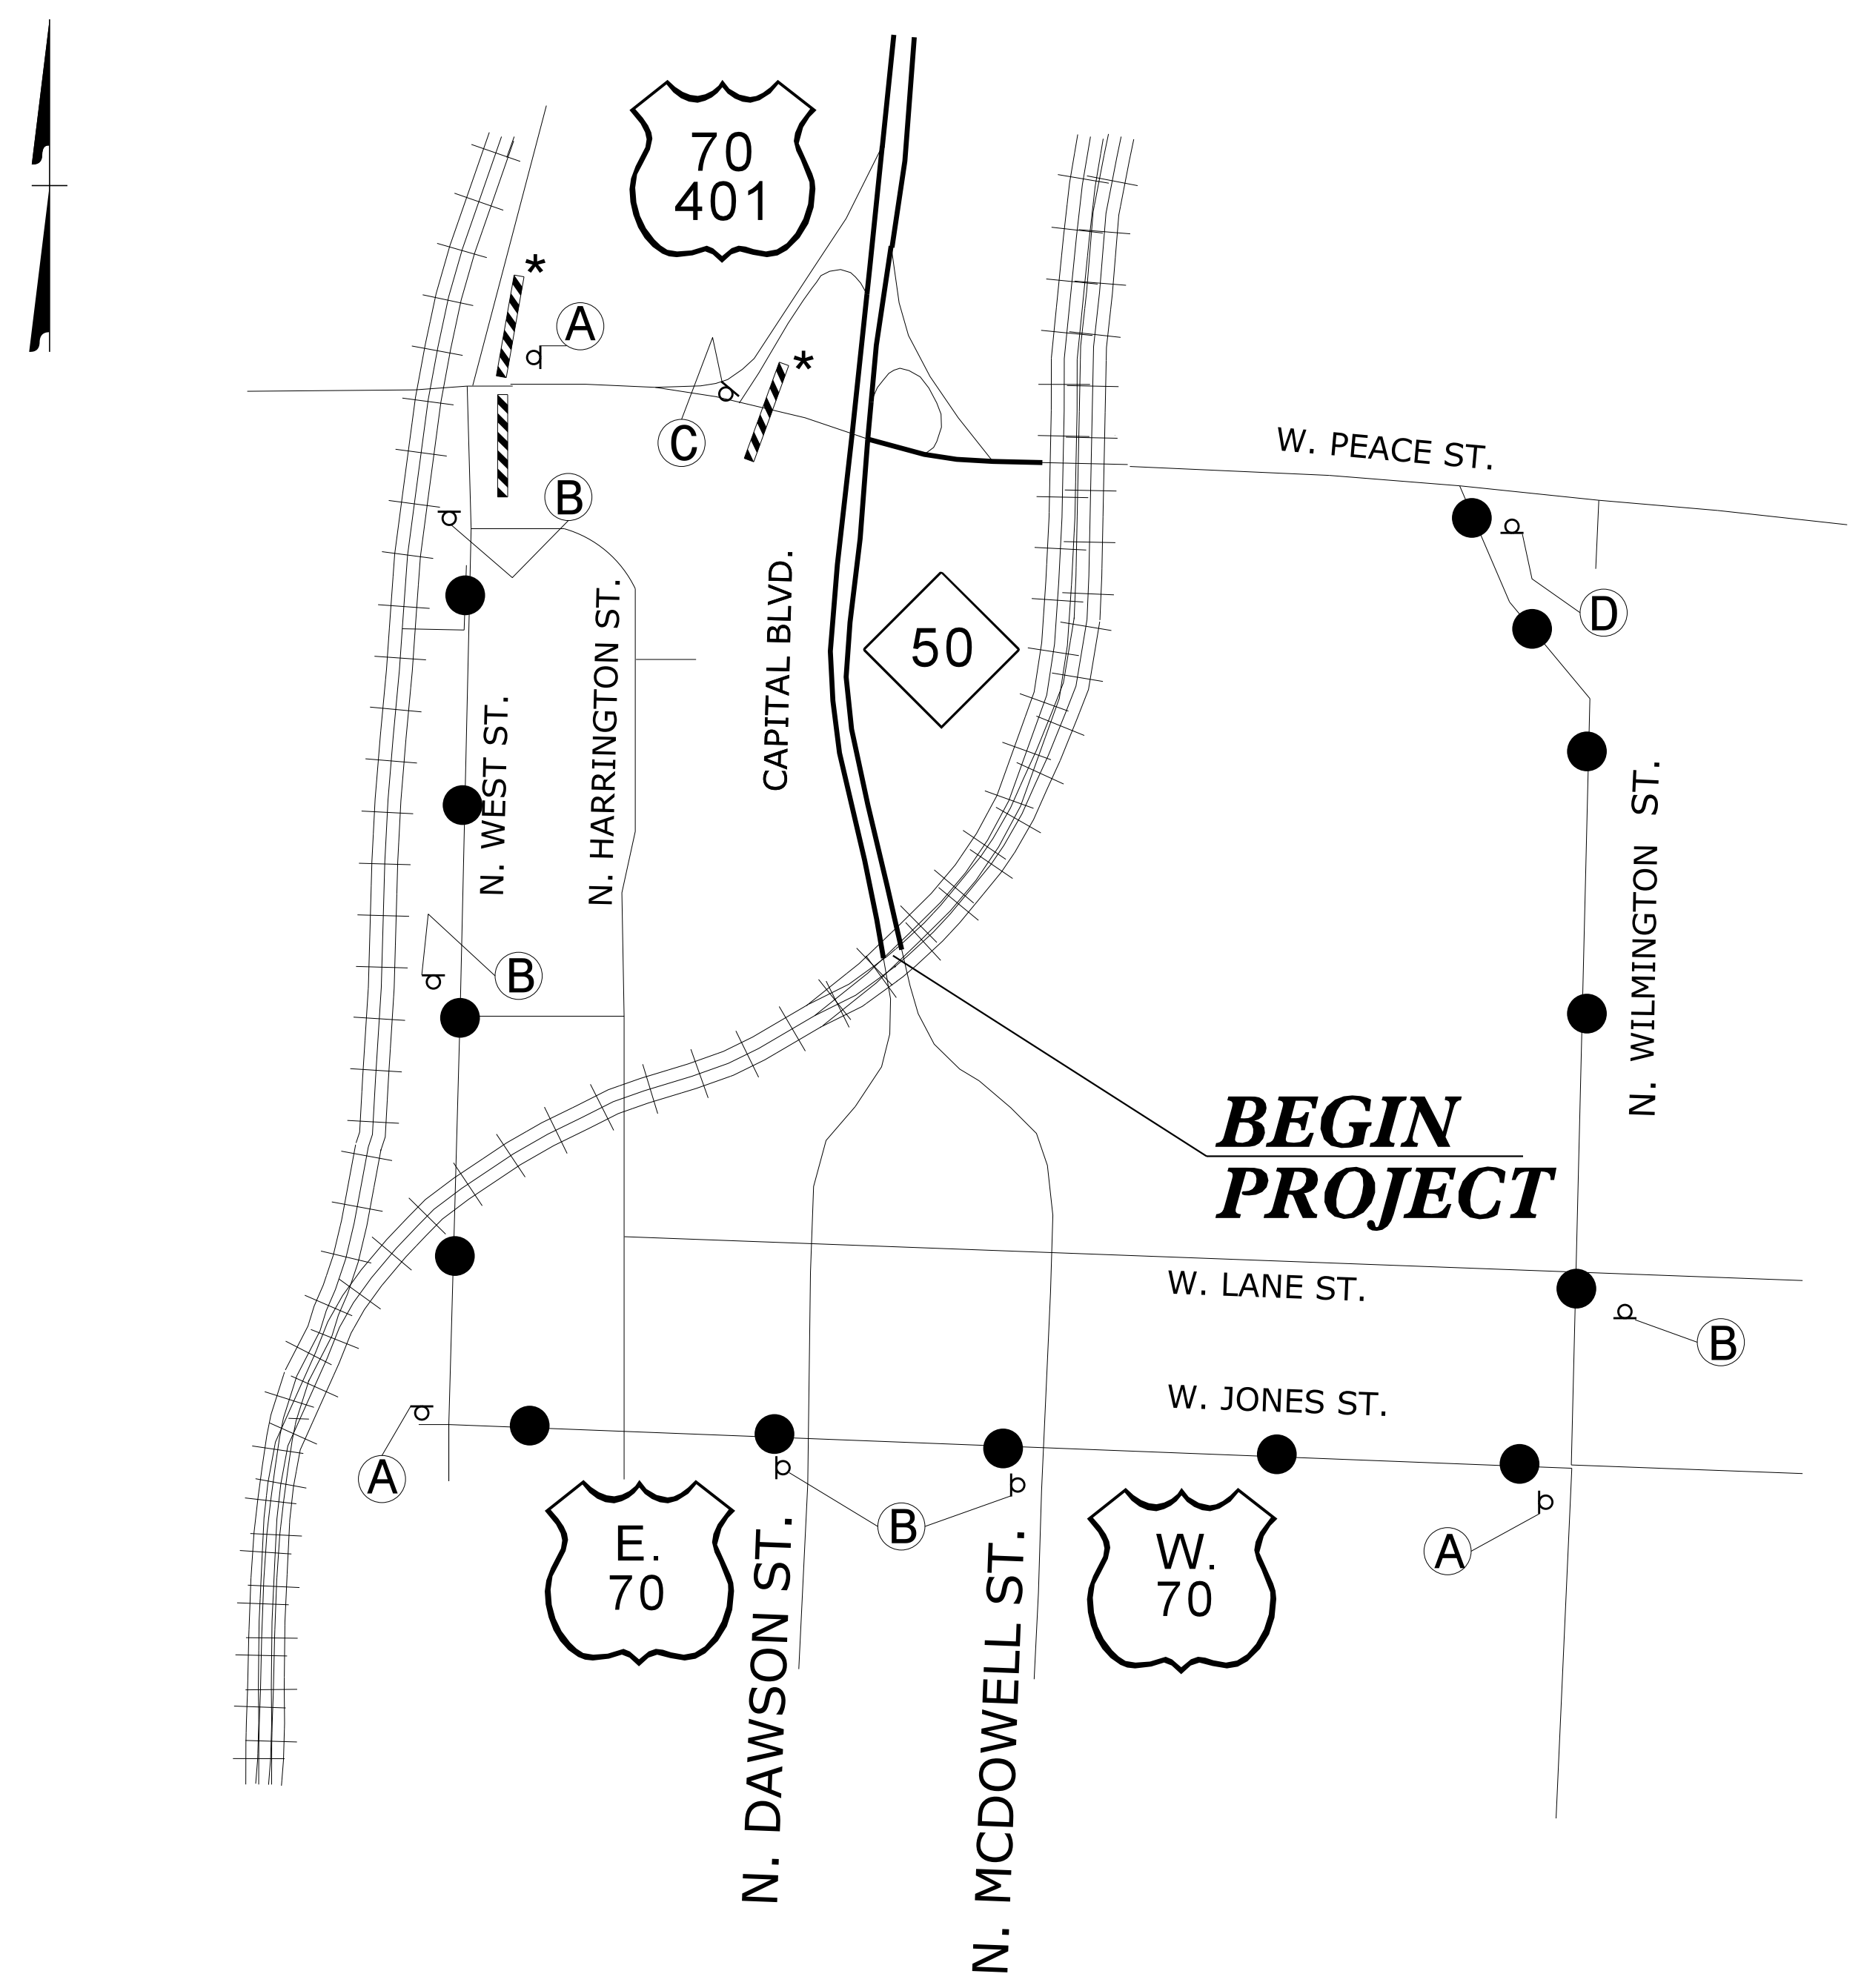 70
401
*
A
*
C
W. PEACE ST.
B
D
CAPITAL BLVD.
50
N. HARRINGTON ST.
N. WEST ST.
N. WILMINGTON ST.
B
BEGIN
PROJECT
W. LANE ST.
B
W. JONES ST.
A
E.
70
B
W.
70
A
N. DAWSON ST.
N. MCDOWELL ST.